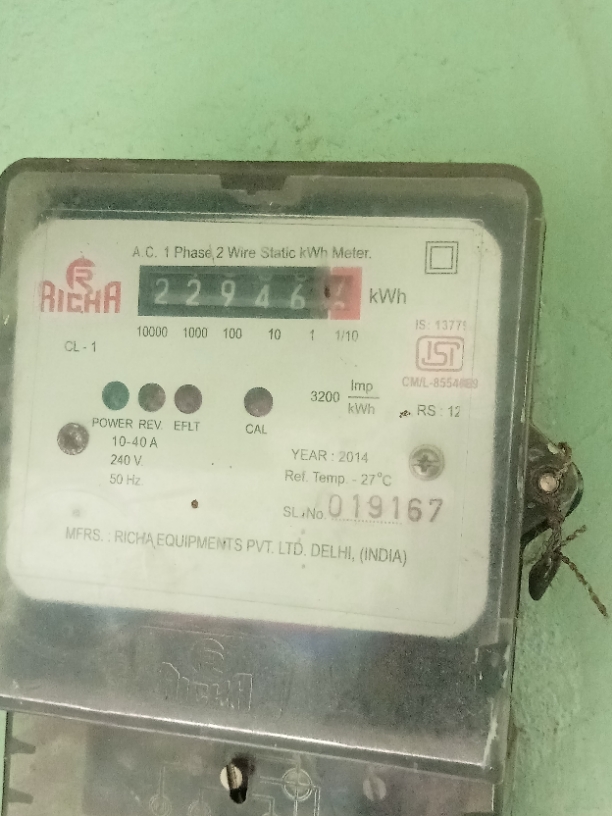 A.C. 1 Phase 2 Wire Static kWh Meter.
RICHA
22946
kWh
10000 1000 100 10 1 1/10
CL - 1
IS: 13779
ISI
3200 Imp/kWh
RS : 12
POWER REV. EFLT
CAL
10-40 A
240 V.
50 Hz.
YEAR : 2014
Ref. Temp. - 27°C
SL. No. 019167
MFRS. : RICHA EQUIPMENTS PVT. LTD. DELHI, (INDIA)
RICHA